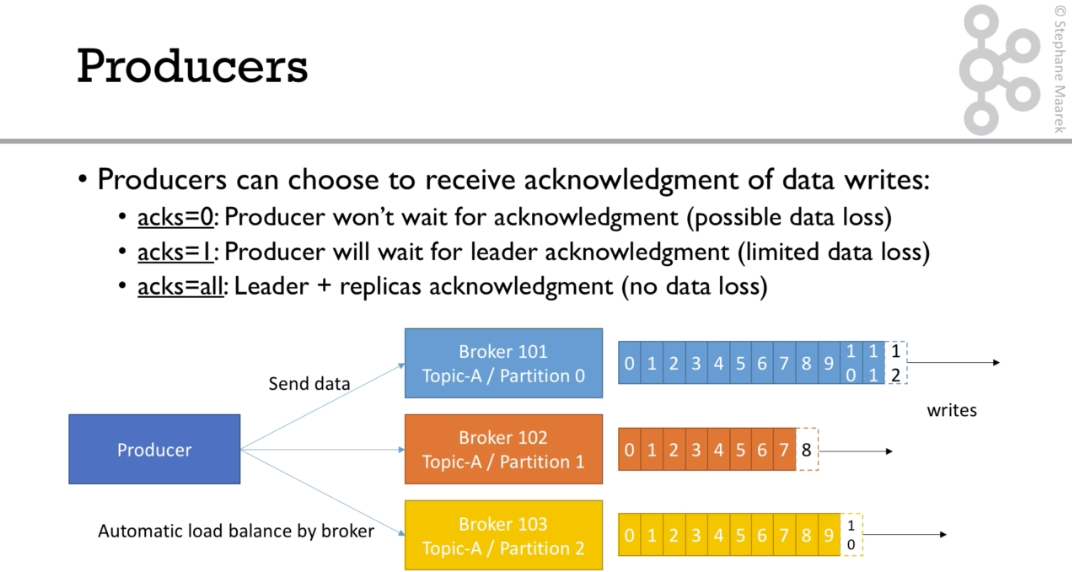 © Stephane Maarek
Producers
• Producers can choose to receive acknowledgment of data writes:
• acks=0: Producer won't wait for acknowledgment (possible data loss)
• acks=1: Producer will wait for leader acknowledgment (limited data loss)
• acks=all: Leader + replicas acknowledgment (no data loss)
Send data
Producer
Automatic load balance by broker
Broker 101
Topic-A / Partition 0
0 1 2 3 4 5 6 7 8 9 10 11 12
writes
Broker 102
Topic-A / Partition 1
0 1 2 3 4 5 6 7 8
Broker 103
Topic-A / Partition 2
0 1 2 3 4 5 6 7 8 9 10